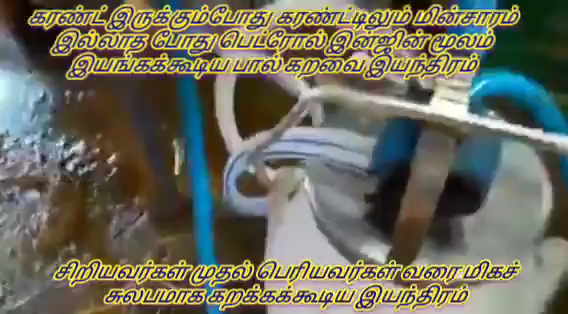 கரண்ட் இருக்கும்போது கரண்ட்டிலும் மின்சாரம்
இல்லாத போது பெட்ரோல் இன்ஜின் மூலம்
இயங்கக்கூடிய பால் கறவை இயந்திரம்
சிறியவர்கள் முதல் பெரியவர்கள் வரை மிகச்
சுலபமாக கறக்கக்கூடிய இயந்திரம்